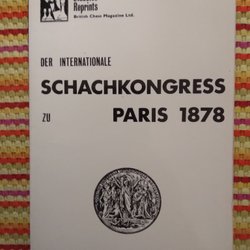 Reprints
British Chess Magazine Ltd.
DER INTERNATIONALE
SCHACHKONGRESS
ZU PARIS 1878